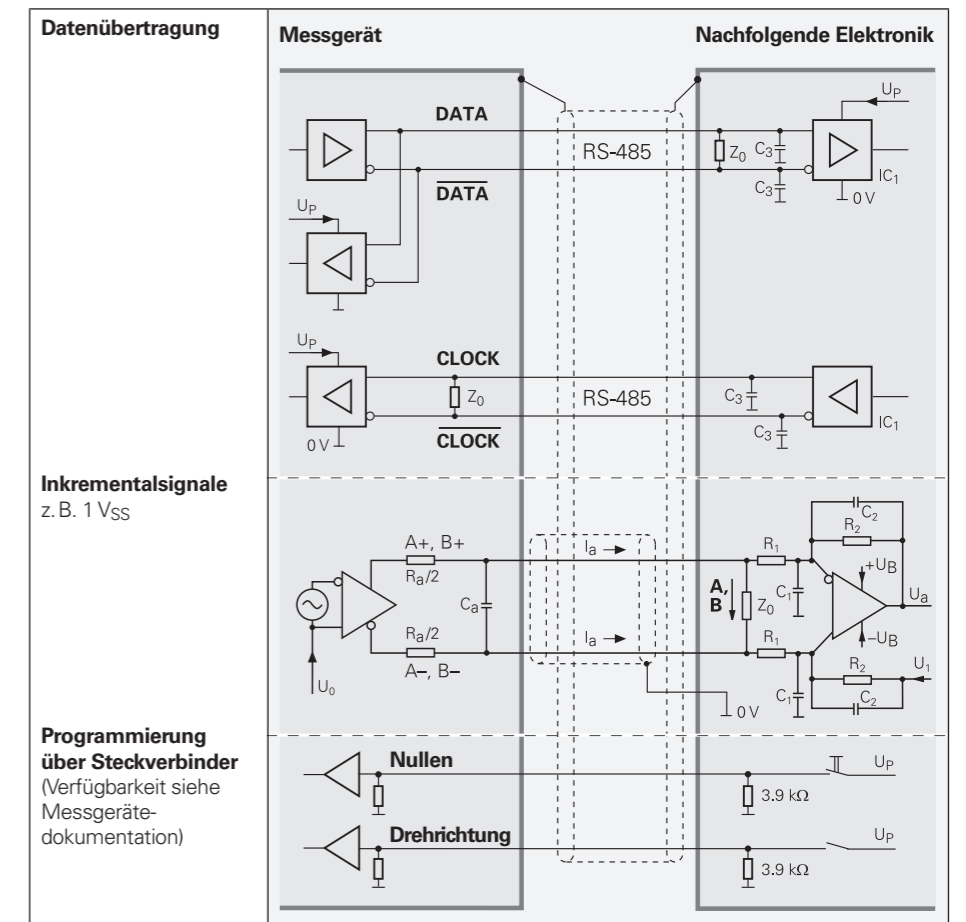 Datenübertragung
Messgerät
Nachfolgende Elektronik
DATA
RS-485
DATA
UP
Z0
C3
C3
UP
IC1
0 V
UP
CLOCK
Z0
RS-485
CLOCK
0 V
C3
C3
IC1
Inkrementalsignale
z. B. 1 VSS
A+, B+
Ra/2
Ca
Ra/2
A–, B–
U0
Ia
Ia
0 V
A,
B
Z0
R1
C1
R1
C1
C2
R2
+UB
Ua
–UB
R2
U1
C2
Programmierung
über Steckverbinder
(Verfügbarkeit siehe
Messgeräte-
dokumentation)
Nullen
UP
3.9 kΩ
Drehrichtung
UP
3.9 kΩ